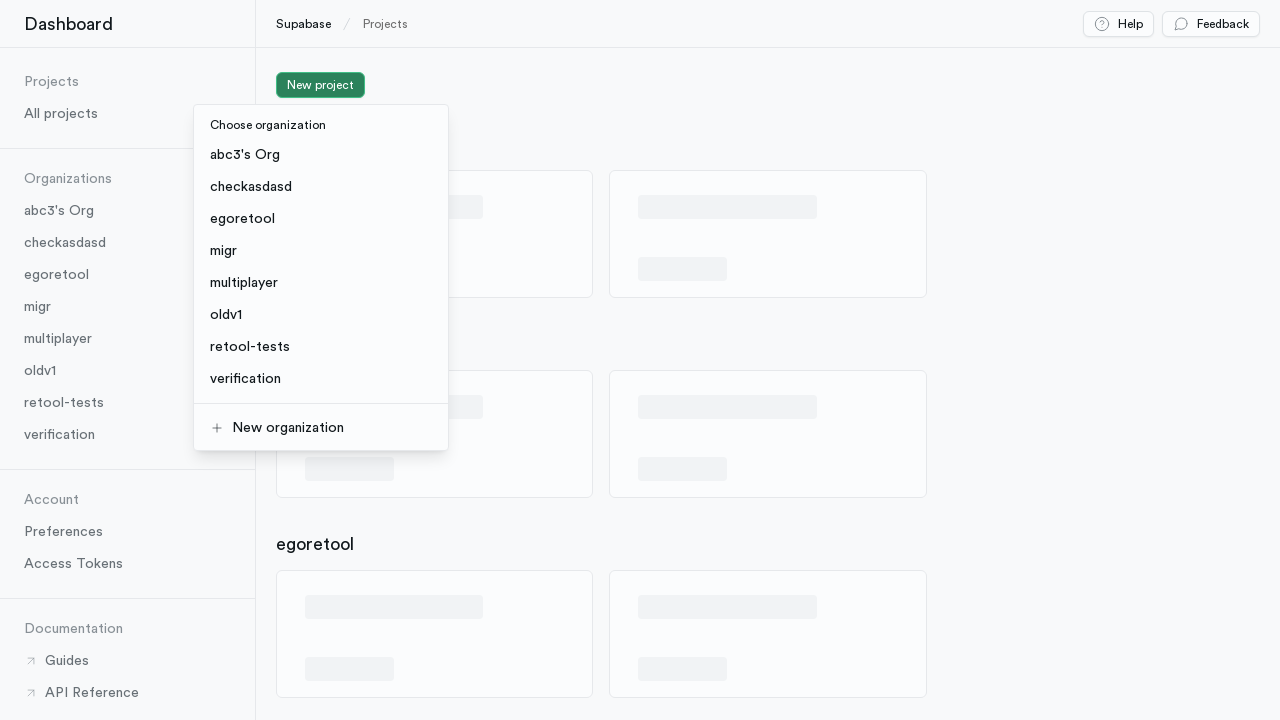 Dashboard
Supabase / Projects
Help
Feedback
Projects
All projects
Organizations
abc3's Org
checkasdasd
egoretool
migr
multiplayer
oldv1
retool-tests
verification
Account
Preferences
Access Tokens
Documentation
Guides
API Reference
New project
Choose organization
abc3's Org
checkasdasd
egoretool
migr
multiplayer
oldv1
retool-tests
verification
New organization
egoretool